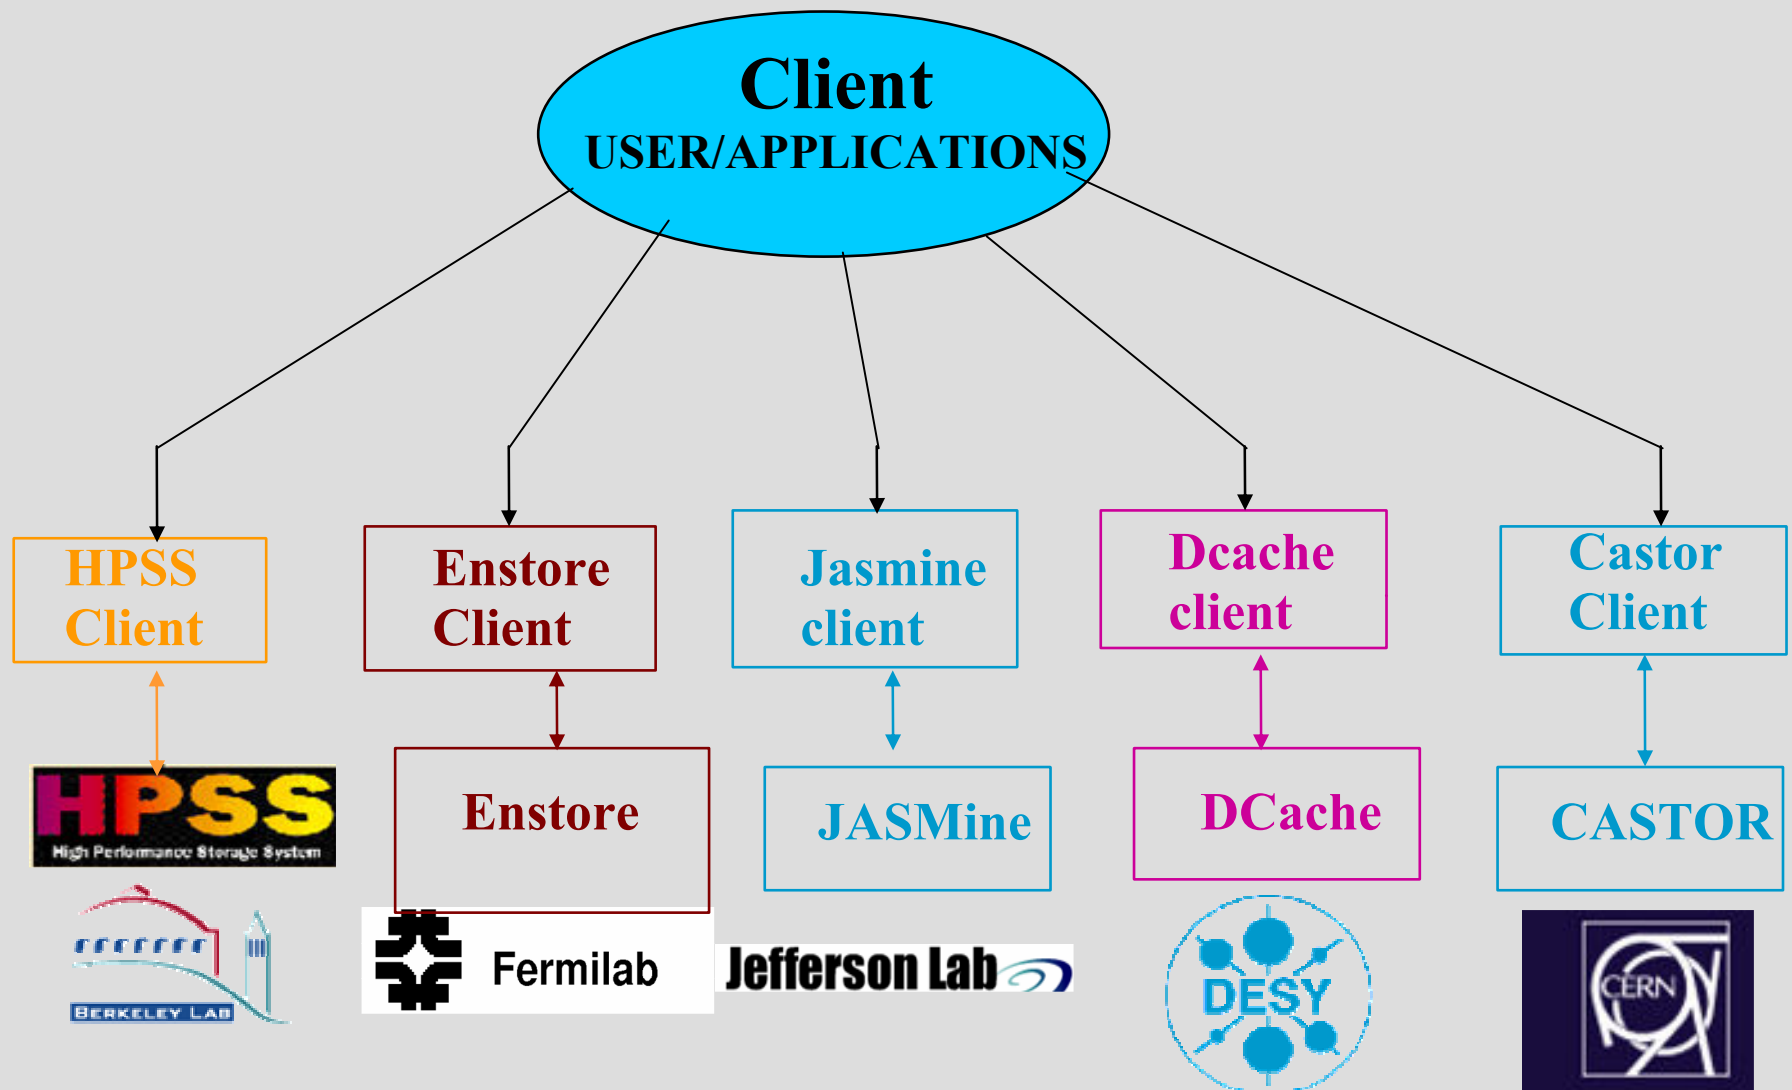 Client
USER/APPLICATIONS
HPSS
Client
Enstore
Client
Jasmine
client
Dcache
client
Castor
Client
HPSS
High Performance Storage System
Enstore
JASMine
DCache
CASTOR
BERKELEY LAB
Fermilab
Jefferson Lab
DESY
CERN